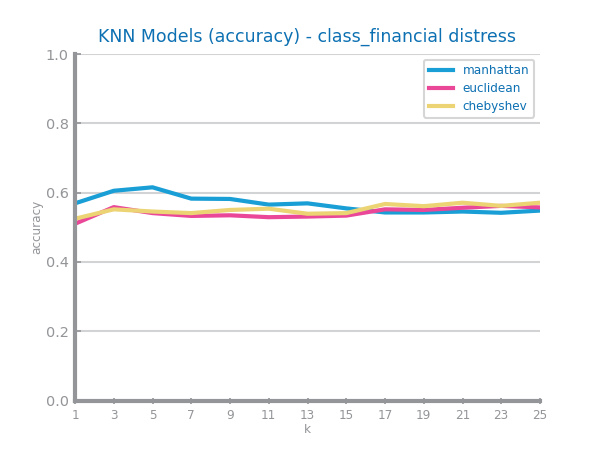 KNN Models (accuracy) - class_financial distress
manhattan
euclidean
chebyshev
accuracy
1.0
0.8
0.6
0.4
0.2
0.0
1 3 5 7 9 11 13 15 17 19 21 23 25
k